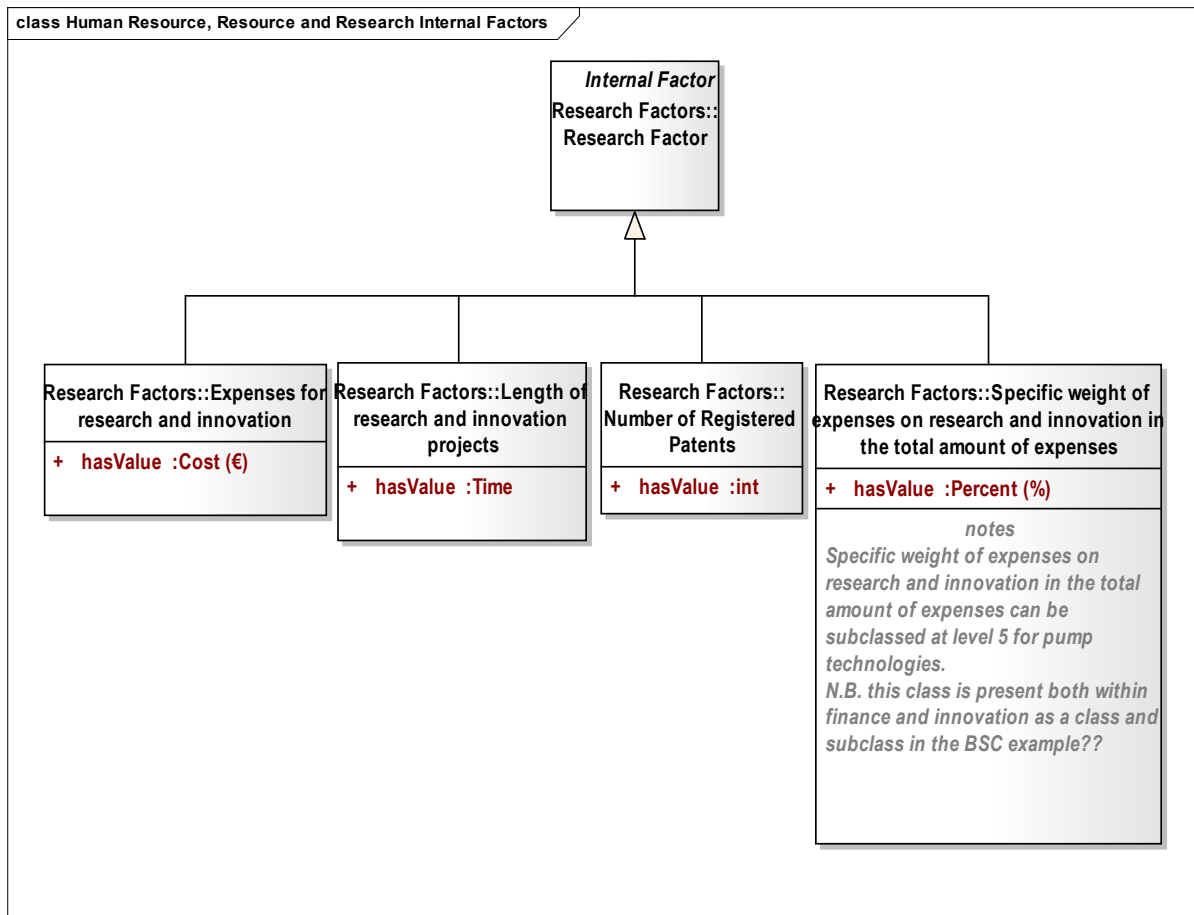 class Human Resource, Resource and Research Internal Factors
Internal Factor
Research Factors::
Research Factor
Research Factors::Expenses for
research and innovation
+ hasValue :Cost (€)
Research Factors::Length of
research and innovation
projects
+ hasValue :Time
Research Factors::
Number of Registered
Patents
+ hasValue :int
Research Factors::Specific weight of
expenses on research and innovation in
the total amount of expenses
+ hasValue :Percent (%)
notes
Specific weight of expenses on
research and innovation in the total
amount of expenses can be
subclassed at level 5 for pump
technologies.
N.B. this class is present both within
finance and innovation as a class and
subclass in the BSC example??